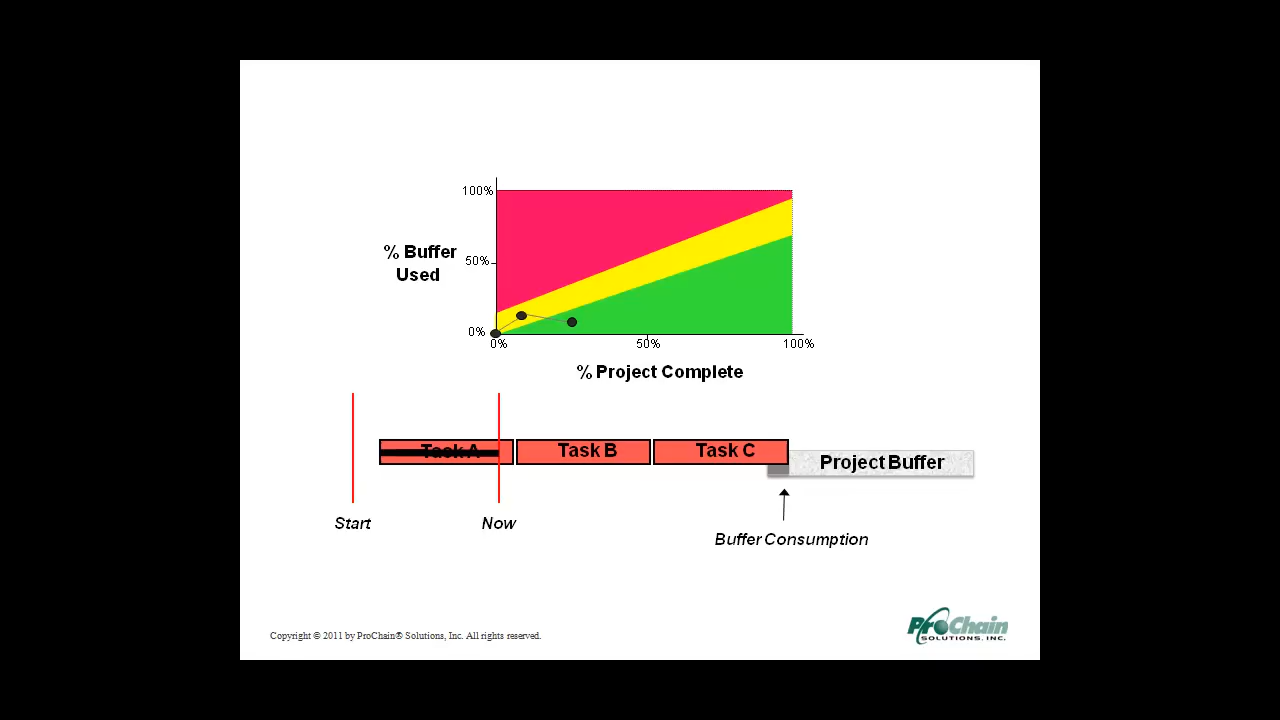 100%
% Buffer
Used
50%
0%
0%
50%
100%
% Project Complete
Task A
Task B
Task C
Project Buffer
Start
Now
Buffer Consumption
Copyright © 2011 by ProChain® Solutions, Inc. All rights reserved.
ProChain
SOLUTIONS, INC.